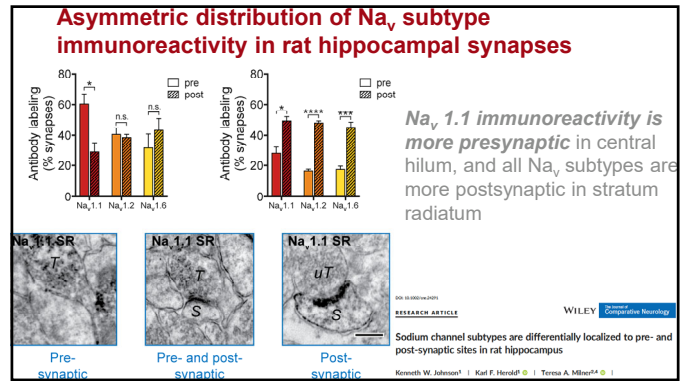 Asymmetric distribution of Nav subtype
immunoreactivity in rat hippocampal synapses
80
60
40
20
0
Antibody labeling
(% synapses)
*
n.s.
n.s.
pre
post
Nav1.1 Nav1.2 Nav1.6
80
60
40
20
0
Antibody labeling
(% synapses)
*
****
***
pre
post
Nav1.1 Nav1.2 Nav1.6
Nav 1.1 immunoreactivity is
more presynaptic in central
hilum, and all Nav subtypes are
more postsynaptic in stratum
radiatum
Nav1.1 SR
T
Nav1.1 SR
T
S
Nav1.1 SR
uT
S
Pre-
synaptic
Pre- and post-
synaptic
Post-
synaptic
RESEARCH ARTICLE
WILEY
The Journal of
Comparative Neurology
Sodium channel subtypes are differentially localized to pre- and
post-synaptic sites in rat hippocampus
Kenneth W. Johnson1 | Karl F. Herold1 | Teresa A. Milner2,4 |